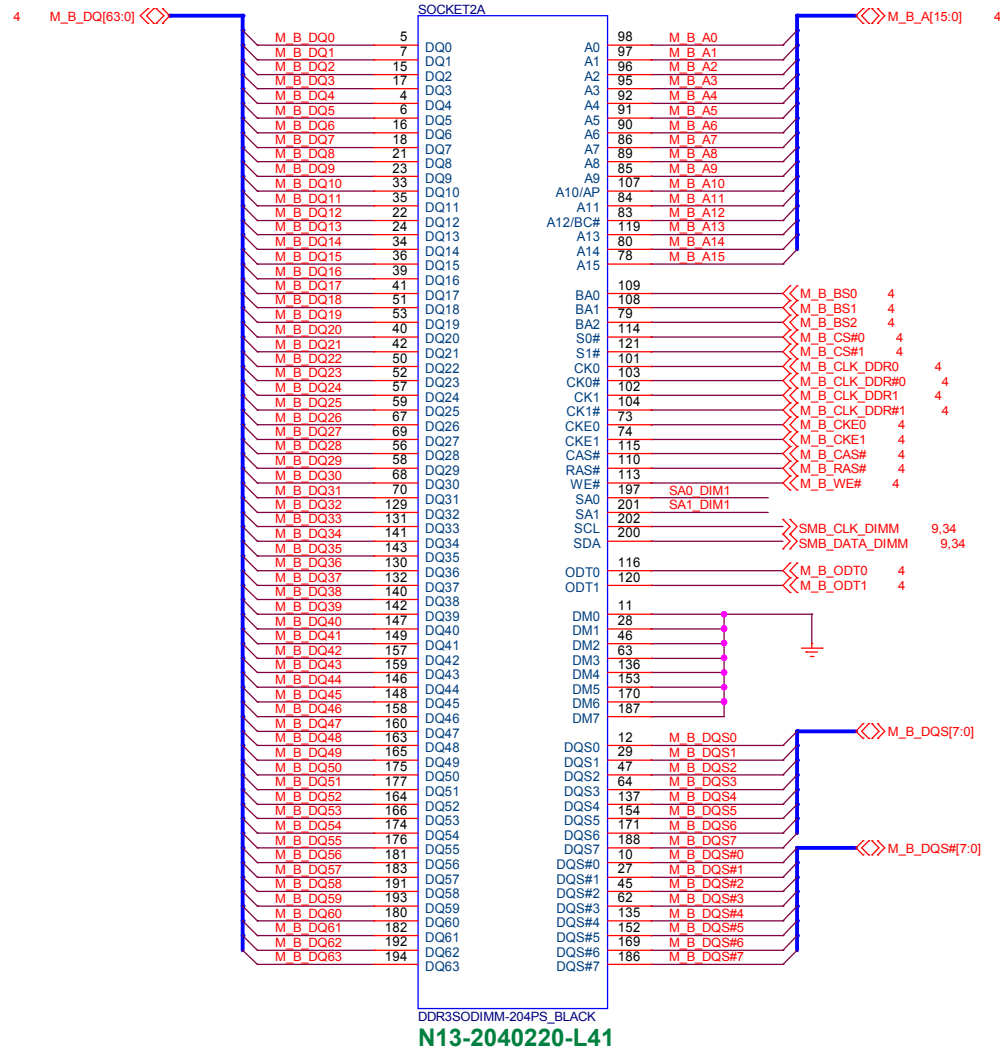 4 M_B_DQ[63:0] SOCKET2A M_B_A[15:0] 4
M_B_DQ0 5 DQ0 A0 98 M_B_A0
M_B_DQ1 7 DQ1 A1 97 M_B_A1
M_B_DQ2 15 DQ2 A2 96 M_B_A2
M_B_DQ3 17 DQ3 A3 95 M_B_A3
M_B_DQ4 4 DQ4 A4 92 M_B_A4
M_B_DQ5 6 DQ5 A5 91 M_B_A5
M_B_DQ6 16 DQ6 A6 90 M_B_A6
M_B_DQ7 18 DQ7 A7 86 M_B_A7
M_B_DQ8 21 DQ8 A8 89 M_B_A8
M_B_DQ9 23 DQ9 A9 85 M_B_A9
M_B_DQ10 33 DQ10 A10/AP 107 M_B_A10
M_B_DQ11 35 DQ11 A11 84 M_B_A11
M_B_DQ12 22 DQ12 A12/BC# 83 M_B_A12
M_B_DQ13 24 DQ13 A13 119 M_B_A13
M_B_DQ14 34 DQ14 A14 80 M_B_A14
M_B_DQ15 36 DQ15 A15 78 M_B_A15
M_B_DQ16 39 DQ16
M_B_DQ17 41 DQ17 BA0 109 M_B_BS0 4
M_B_DQ18 51 DQ18 BA1 108 M_B_BS1 4
M_B_DQ19 53 DQ19 BA2 79 M_B_BS2 4
M_B_DQ20 40 DQ20 S0# 114 M_B_CS#0 4
M_B_DQ21 42 DQ21 S1# 121 M_B_CS#1 4
M_B_DQ22 50 DQ22 CK0 101 M_B_CLK_DDR0 4
M_B_DQ23 52 DQ23 CK0# 103 M_B_CLK_DDR#0 4
M_B_DQ24 57 DQ24 CK1 102 M_B_CLK_DDR1 4
M_B_DQ25 59 DQ25 CK1# 104 M_B_CLK_DDR#1 4
M_B_DQ26 67 DQ26 CKE0 73 M_B_CKE0 4
M_B_DQ27 69 DQ27 CKE1 74 M_B_CKE1 4
M_B_DQ28 56 DQ28 CAS# 115 M_B_CAS# 4
M_B_DQ29 58 DQ29 RAS# 110 M_B_RAS# 4
M_B_DQ30 68 DQ30 WE# 113 M_B_WE# 4
M_B_DQ31 70 DQ31 SA0 197 SA0_DIM1
M_B_DQ32 129 DQ32 SA1 201 SA1_DIM1
M_B_DQ33 131 DQ33 SCL 202 SMB_CLK_DIMM 9,34
M_B_DQ34 141 DQ34 SDA 200 SMB_DATA_DIMM 9,34
M_B_DQ35 143 DQ35
M_B_DQ36 130 DQ36 ODT0 116 M_B_ODT0 4
M_B_DQ37 132 DQ37 ODT1 120 M_B_ODT1 4
M_B_DQ38 140 DQ38
M_B_DQ39 142 DQ39 DM0 11
M_B_DQ40 147 DQ40 DM1 28
M_B_DQ41 149 DQ41 DM2 46
M_B_DQ42 157 DQ42 DM3 63
M_B_DQ43 159 DQ43 DM4 136
M_B_DQ44 146 DQ44 DM5 153
M_B_DQ45 148 DQ45 DM6 170
M_B_DQ46 158 DQ46 DM7 187
M_B_DQ47 160 DQ47 M_B_DQS[7:0]
M_B_DQ48 163 DQ48 DQS0 12 M_B_DQS0
M_B_DQ49 165 DQ49 DQS1 29 M_B_DQS1
M_B_DQ50 175 DQ50 DQS2 47 M_B_DQS2
M_B_DQ51 177 DQ51 DQS3 64 M_B_DQS3
M_B_DQ52 164 DQ52 DQS4 137 M_B_DQS4
M_B_DQ53 166 DQ53 DQS5 154 M_B_DQS5
M_B_DQ54 174 DQ54 DQS6 171 M_B_DQS6
M_B_DQ55 176 DQ55 DQS7 188 M_B_DQS7
M_B_DQ56 181 DQ56 DQS#0 10 M_B_DQS#0 M_B_DQS#[7:0]
M_B_DQ57 183 DQ57 DQS#1 27 M_B_DQS#1
M_B_DQ58 191 DQ58 DQS#2 45 M_B_DQS#2
M_B_DQ59 193 DQ59 DQS#3 62 M_B_DQS#3
M_B_DQ60 180 DQ60 DQS#4 135 M_B_DQS#4
M_B_DQ61 182 DQ61 DQS#5 152 M_B_DQS#5
M_B_DQ62 192 DQ62 DQS#6 169 M_B_DQS#6
M_B_DQ63 194 DQ63 DQS#7 186 M_B_DQS#7
DDR3SODIMM-204PS_BLACK
N13-2040220-L41